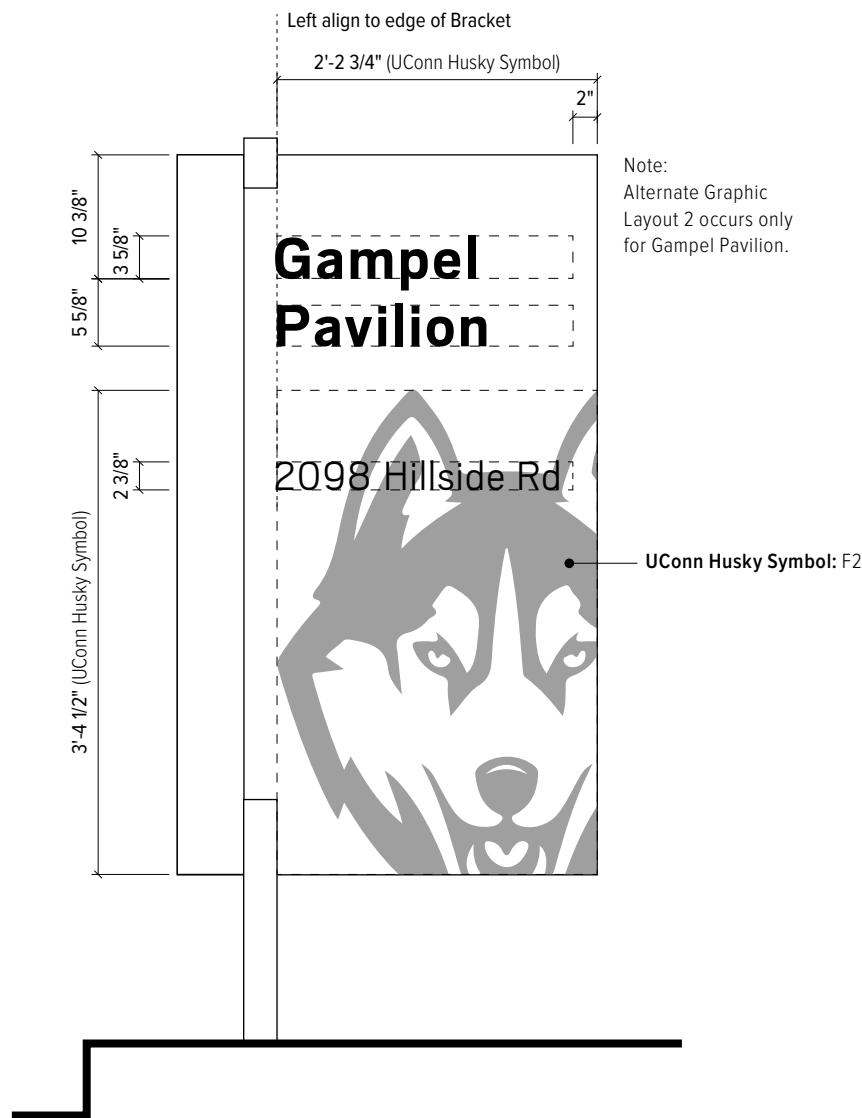 Left align to edge of Bracket
2'-2 3/4" (UConn Husky Symbol)
2"
Note:
Alternate Graphic
Layout 2 occurs only
for Gampel Pavilion.
10 3/8"
3 5/8"
Gampel
5 5/8"
Pavilion
2 3/8"
2098 Hillside Rd
3'-4 1/2" (UConn Husky Symbol)
UConn Husky Symbol: F2